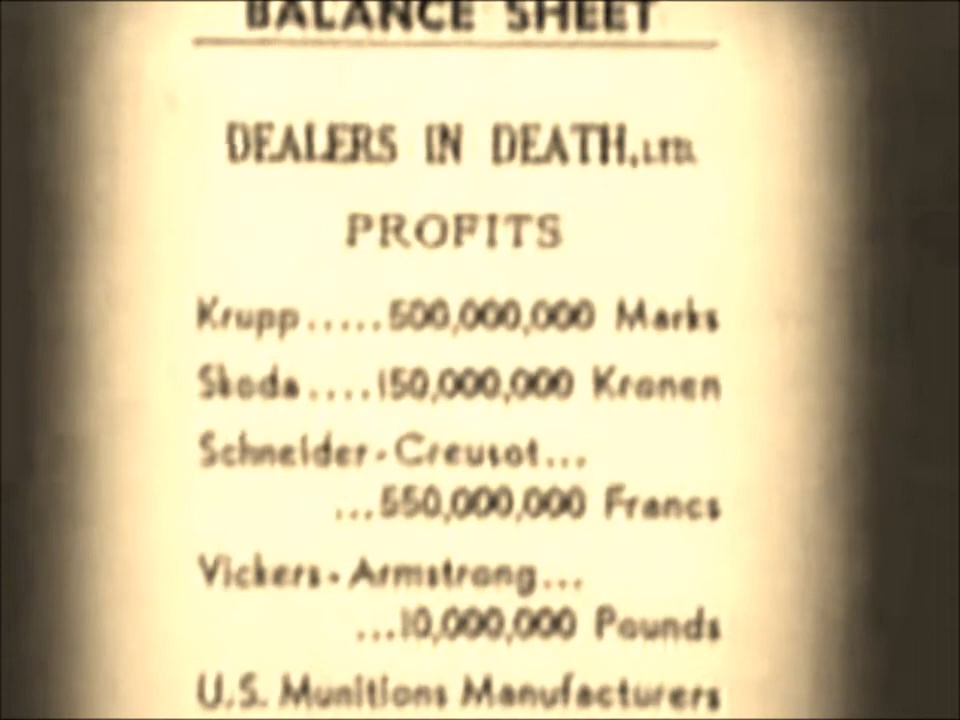 BALANCE SHEET
DEALERS IN DEATH, LTD.
PROFITS
Krupp.....500,000,000 Marks
Skoda....150,000,000 Kronen
Schneider-Creusot...
...550,000,000 Francs
Vickers-Armstrong...
...10,000,000 Pounds
U.S. Munitions Manufacturers